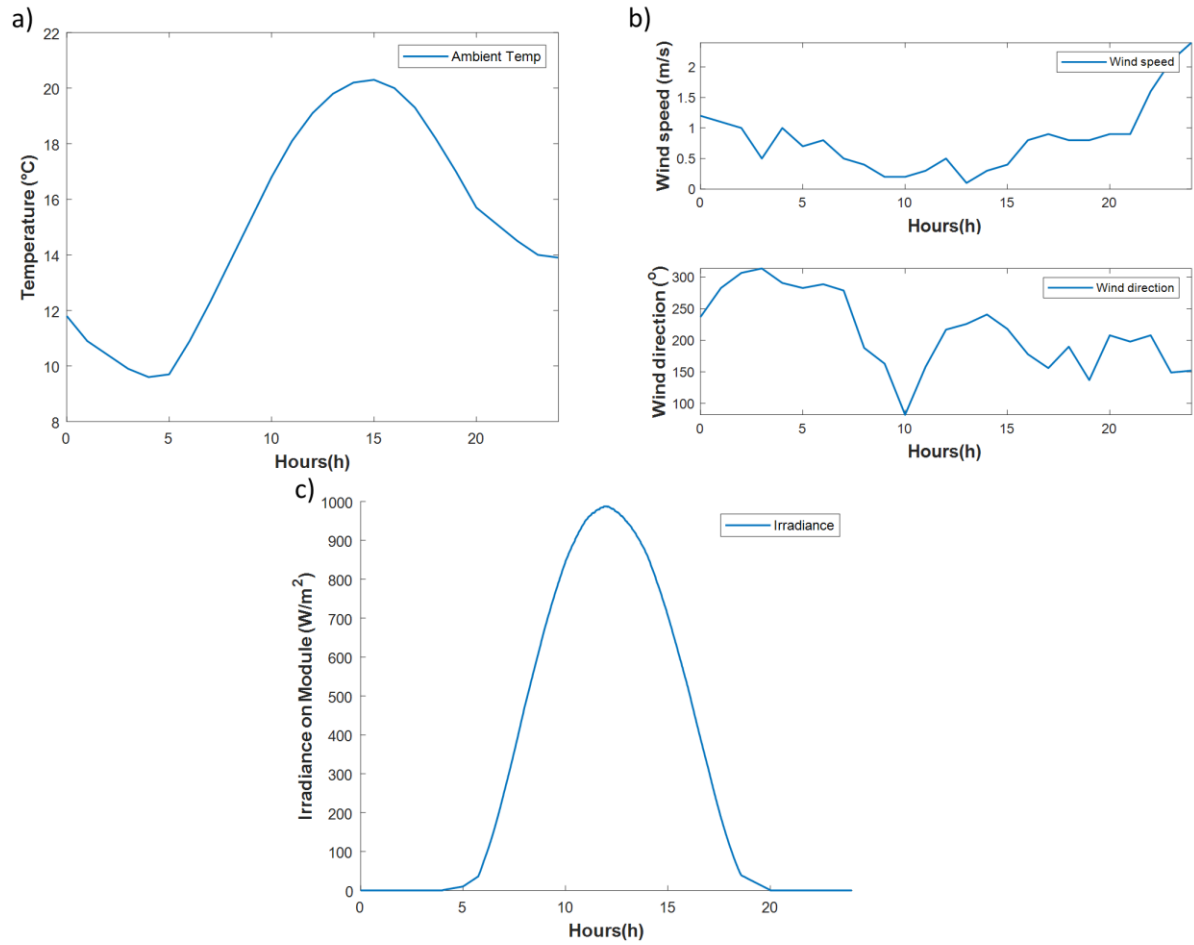 a)
22
20
18
16
14
12
10
8
Temperature (°C)
Ambient Temp
0 5 10 15 20
Hours(h)
b)
2
1.5
1
0.5
0
Wind speed (m/s)
Wind speed
0 5 10 15 20
Hours(h)
300
250
200
150
100
Wind direction (°)
Wind direction
0 5 10 15 20
Hours(h)
c)
1000
900
800
700
600
500
400
300
200
100
0
Irradiance on Module (W/m²)
Irradiance
0 5 10 15 20
Hours(h)